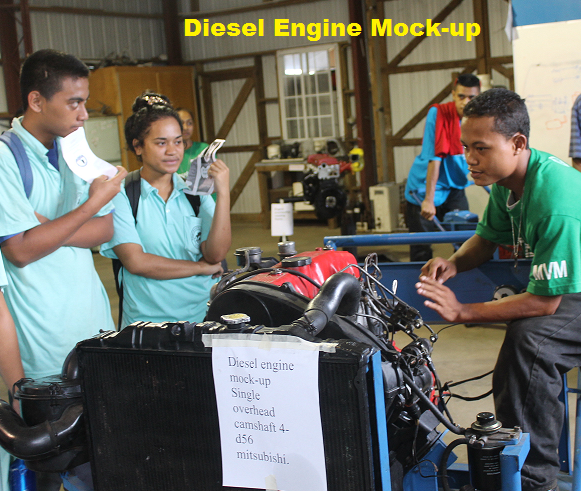 Diesel Engine Mock-up
MVM
Diesel engine
mock-up
Single
overhead
camshaft 4-
d56
mitsubishi.